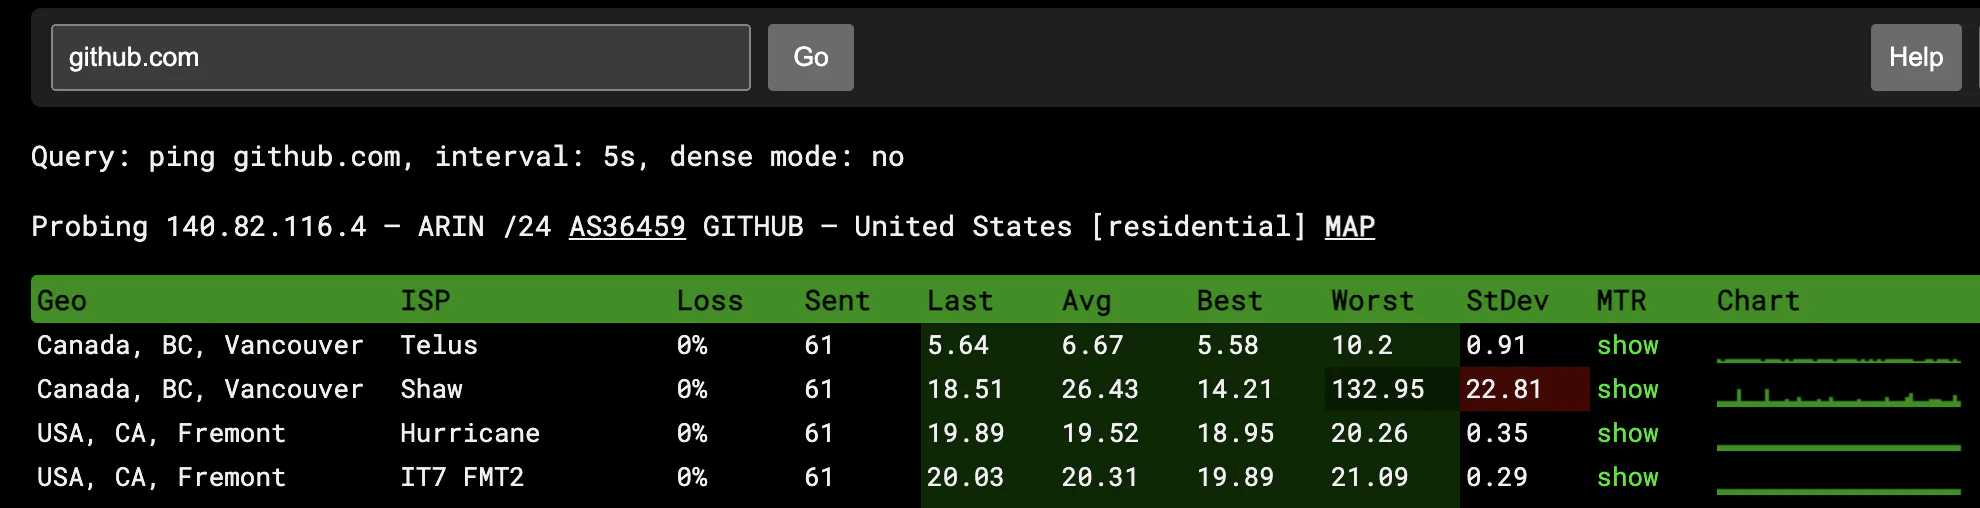 github.com Go Help
Query: ping github.com, interval: 5s, dense mode: no
Probing 140.82.116.4 — ARIN /24 AS36459 GITHUB — United States [residential] MAP
Geo ISP Loss Sent Last Avg Best Worst StDev MTR Chart
Canada, BC, Vancouver Telus 0% 61 5.64 6.67 5.58 10.2 0.91 show
Canada, BC, Vancouver Shaw 0% 61 18.51 26.43 14.21 132.95 22.81 show
USA, CA, Fremont Hurricane 0% 61 19.89 19.52 18.95 20.26 0.35 show
USA, CA, Fremont IT7 FMT2 0% 61 20.03 20.31 19.89 21.09 0.29 show